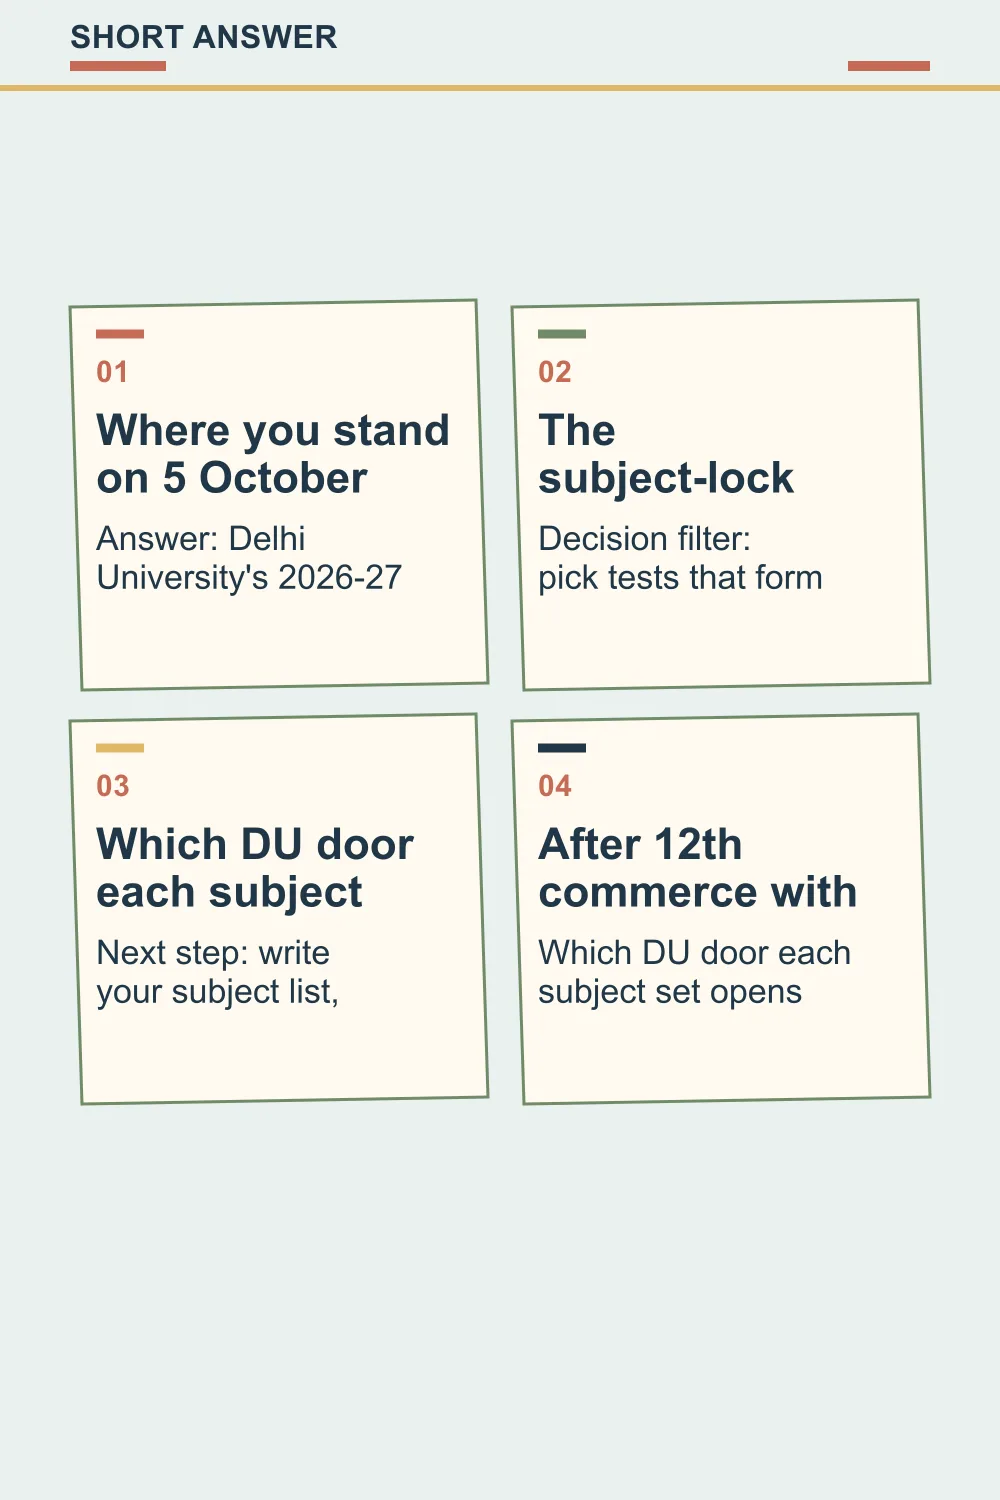 SHORT ANSWER
01
Where you stand
on 5 October
Answer: Delhi
University's 2026-27
02
The
subject-lock
Decision filter:
pick tests that form
03
Which DU door
each subject
Next step: write
your subject list,
04
After 12th
commerce with
Which DU door each
subject set opens